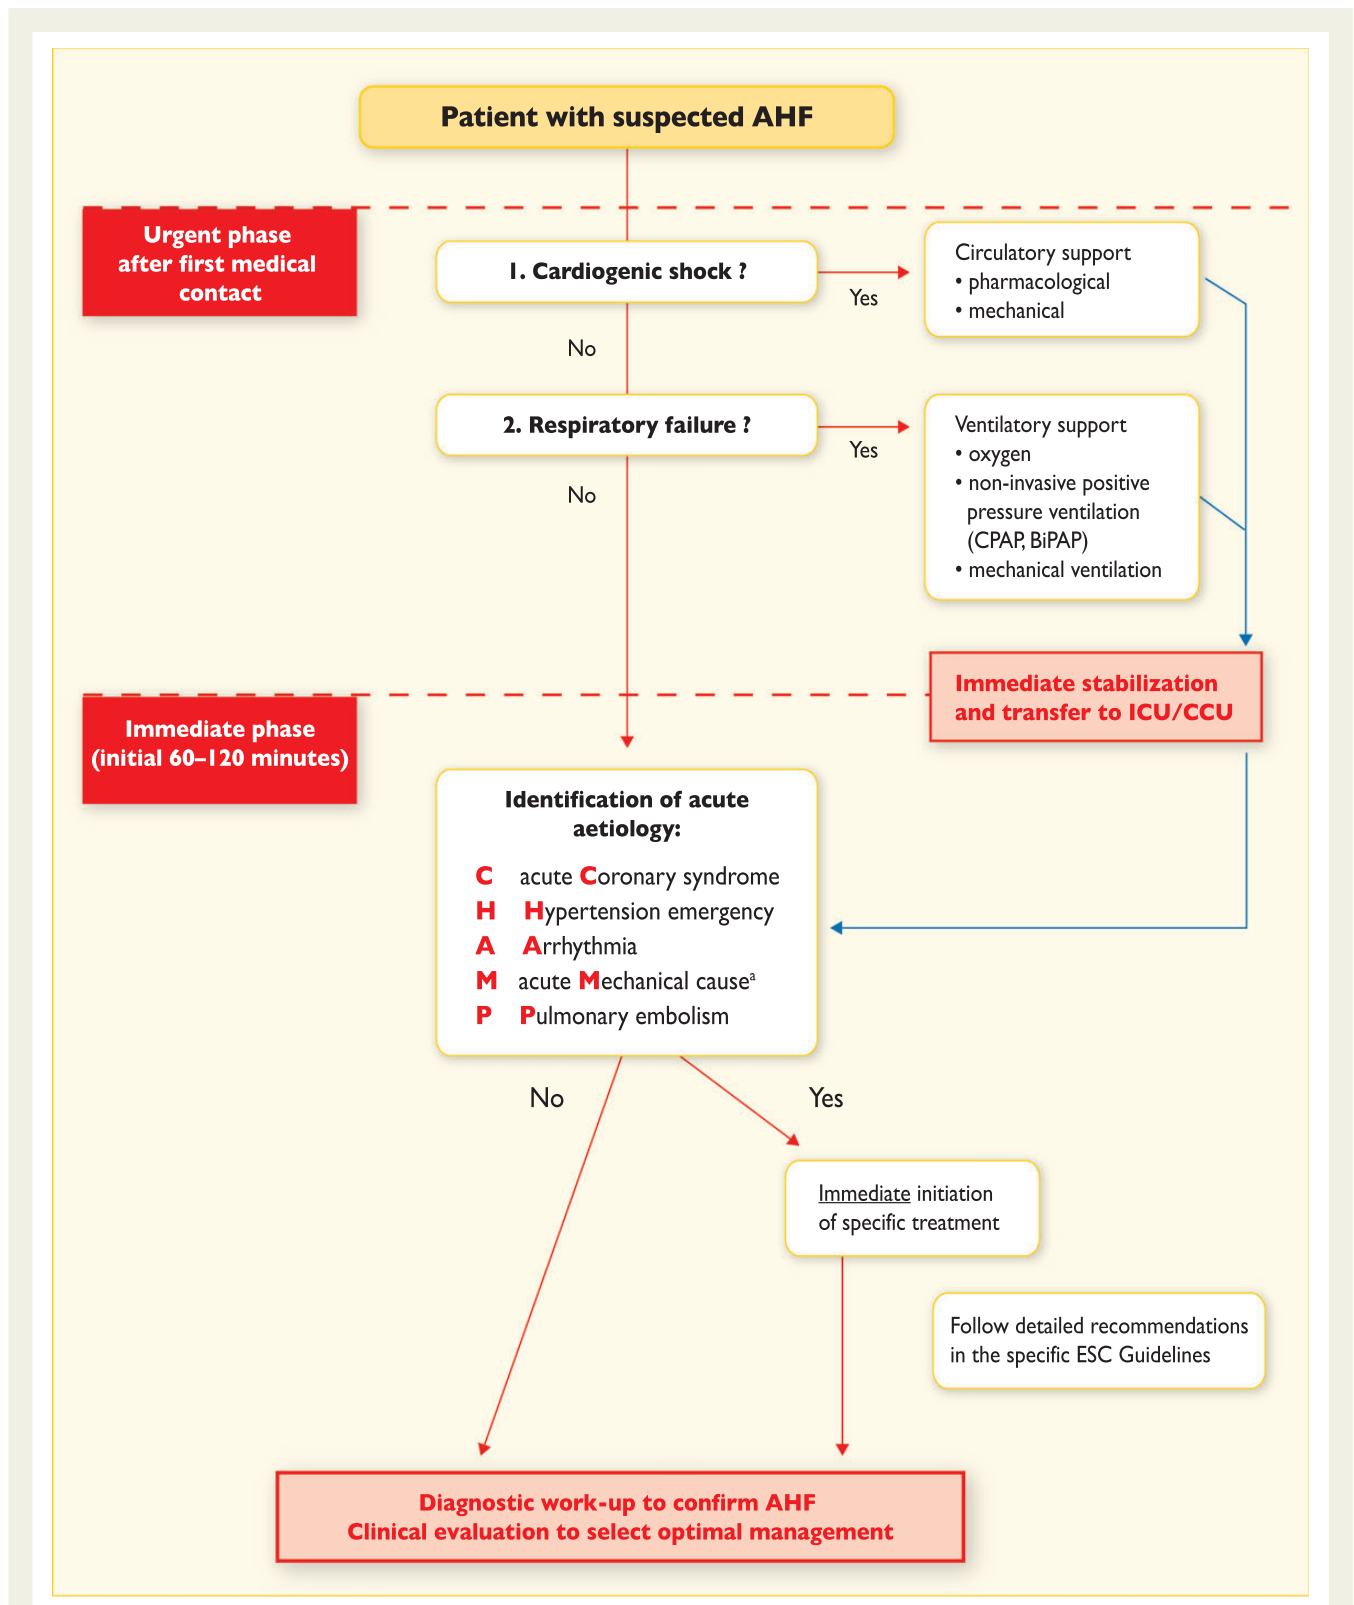 Patient with suspected AHF
Urgent phase
after first medical
contact
1. Cardiogenic shock ?
Yes
Circulatory support
• pharmacological
• mechanical
No
2. Respiratory failure ?
Yes
Ventilatory support
• oxygen
• non-invasive positive
pressure ventilation
(CPAP, BiPAP)
• mechanical ventilation
No
Immediate stabilization
and transfer to ICU/CCU
Immediate phase
(initial 60–120 minutes)
Identification of acute
aetiology:
C acute Coronary syndrome
H Hypertension emergency
A Arrhythmia
M acute Mechanical causeᵃ
P Pulmonary embolism
No
Yes
Immediate initiation
of specific treatment
Follow detailed recommendations
in the specific ESC Guidelines
Diagnostic work-up to confirm AHF
Clinical evaluation to select optimal management